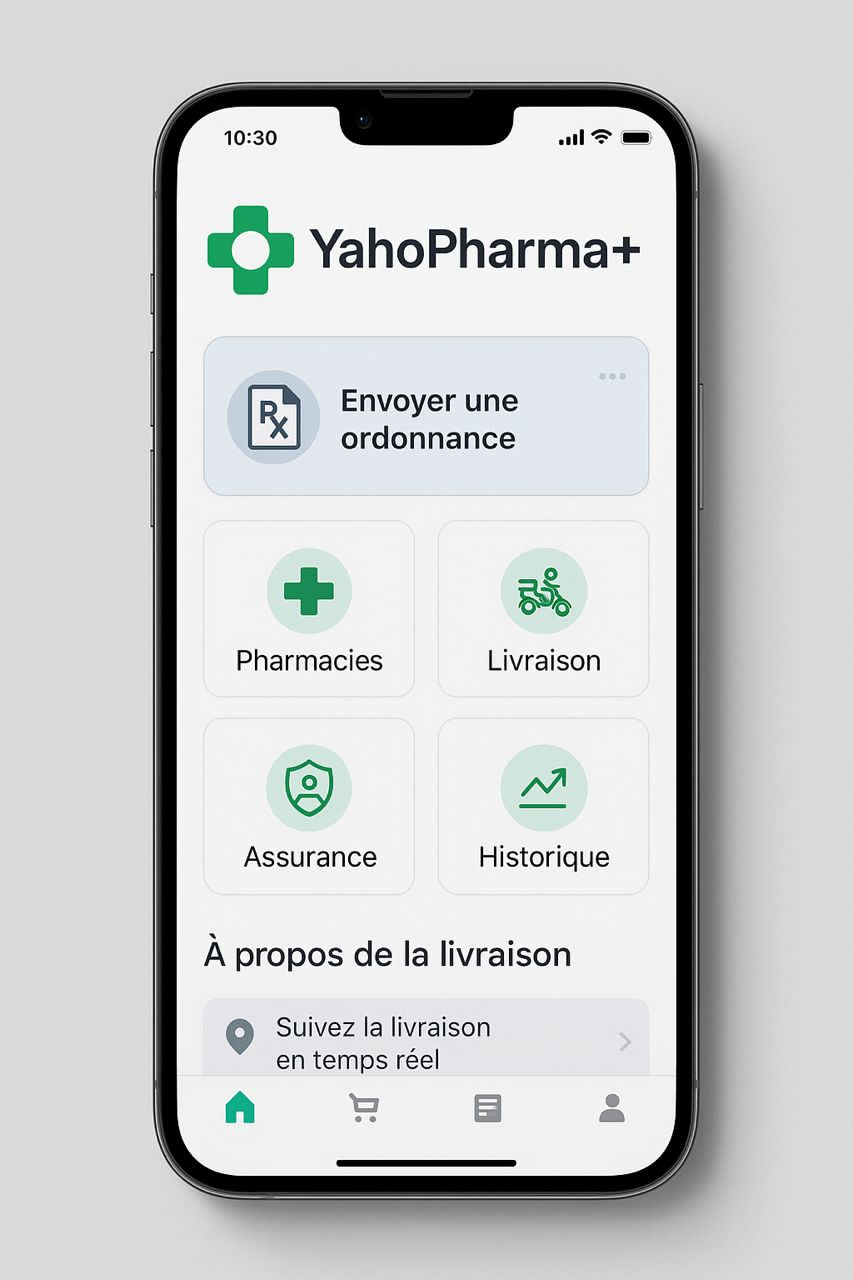 10:30
YahoPharma+
Rx
Envoyer une
ordonnance
Pharmacies
Livraison
Assurance
Historique
À propos de la livraison
Suivez la livraison
en temps réel